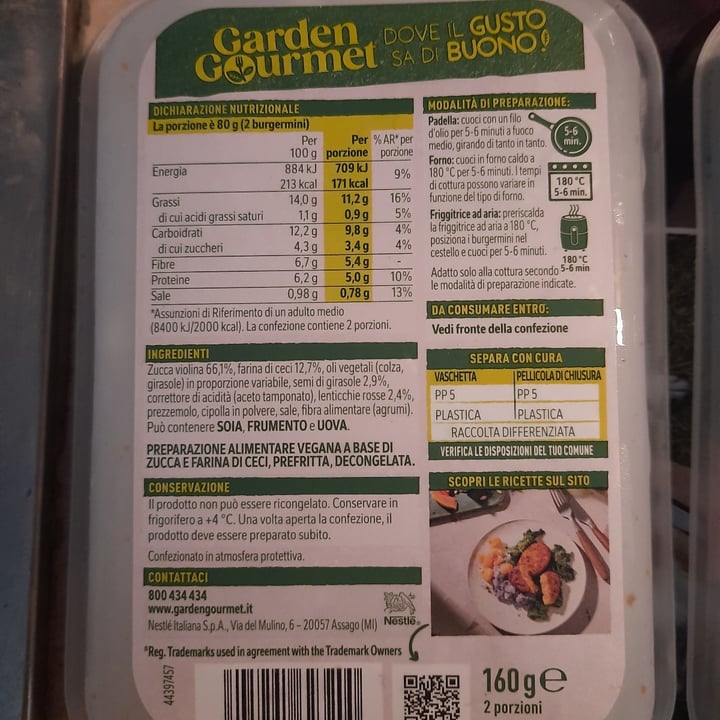 Garden Gourmet®
DOVE IL GUSTO
SA DI BUONO!
DICHIARAZIONE NUTRIZIONALE
La porzione è 80 g (2 burgermini)
Per 100 g Per porzione % AR* per porzione
Energia 884 kJ 709 kJ 9%
213 kcal 171 kcal
Grassi 14,0 g 11,2 g 16%
di cui acidi grassi saturi 1,1 g 0,9 g 5%
Carboidrati 12,2 g 9,8 g 4%
di cui zuccheri 4,3 g 3,4 g 4%
Fibre 6,7 g 5,4 g -
Proteine 6,2 g 5,0 g 10%
Sale 0,98 g 0,78 g 13%
*Assunzioni di Riferimento di un adulto medio
(8400 kJ/2000 kcal). La confezione contiene 2 porzioni.
INGREDIENTI
Zucca violina 66,1%, farina di ceci 12,7%, oli vegetali (colza,
girasole) in proporzione variabile, semi di girasole 2,9%,
correttore di acidità (aceto tamponato), lenticchie rosse 2,4%,
prezzemolo, cipolla in polvere, sale, fibra alimentare (agrumi).
Può contenere SOIA, FRUMENTO e UOVA.
PREPARAZIONE ALIMENTARE VEGANA A BASE DI
ZUCCA E FARINA DI CECI, PREFRITTA, DECONGELATA.
CONSERVAZIONE
Il prodotto non può essere ricongelato. Conservare in
frigorifero a +4 °C. Una volta aperta la confezione, il
prodotto deve essere preparato subito.
Confezionato in atmosfera protettiva.
CONTATTACI
800 434 434
www.gardengourmet.it
Nestlé Italiana S.p.A., Via del Mulino, 6 – 20057 Assago (MI)
Nestlé®
*Reg. Trademarks used in agreement with the Trademark Owners
44397457
MODALITÀ DI PREPARAZIONE:
Padella: cuoci con un filo
d'olio per 5-6 minuti a fuoco
medio, girando di tanto in tanto.
5-6
min.
Forno: cuoci in forno caldo a
180 °C per 5-6 minuti. I tempi
di cottura possono variare in
funzione del tipo di forno.
180 °C
5-6 min.
Friggitrice ad aria: preriscalda
la friggitrice ad aria a 180 °C,
posiziona i burgermini nel
cestello e cuoci per 5-6 minuti.
180 °C
5-6 min
Adatto solo alla cottura secondo
le modalità di preparazione indicate.
DA CONSUMARE ENTRO:
Vedi fronte della confezione
SEPARA CON CURA
VASCHETTA PELLICOLA DI CHIUSURA
PP 5 PP 5
PLASTICA PLASTICA
RACCOLTA DIFFERENZIATA
VERIFICA LE DISPOSIZIONI DEL TUO COMUNE
SCOPRI LE RICETTE SUL SITO
160 g e
2 porzioni